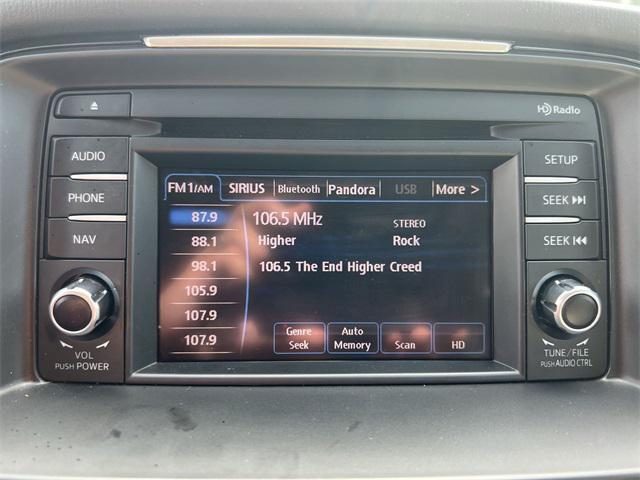 HD Radio
AUDIO
PHONE
NAV
VOL
PUSH POWER
FM1/AM SIRIUS Bluetooth Pandora USB More >
87.9
88.1
98.1
105.9
107.9
107.9
106.5 MHz STEREO
Higher Rock
106.5 The End Higher Creed
Genre Seek
Auto Memory
Scan
HD
SETUP
SEEK
SEEK
TUNE/FILE
PUSH AUDIO CTRL